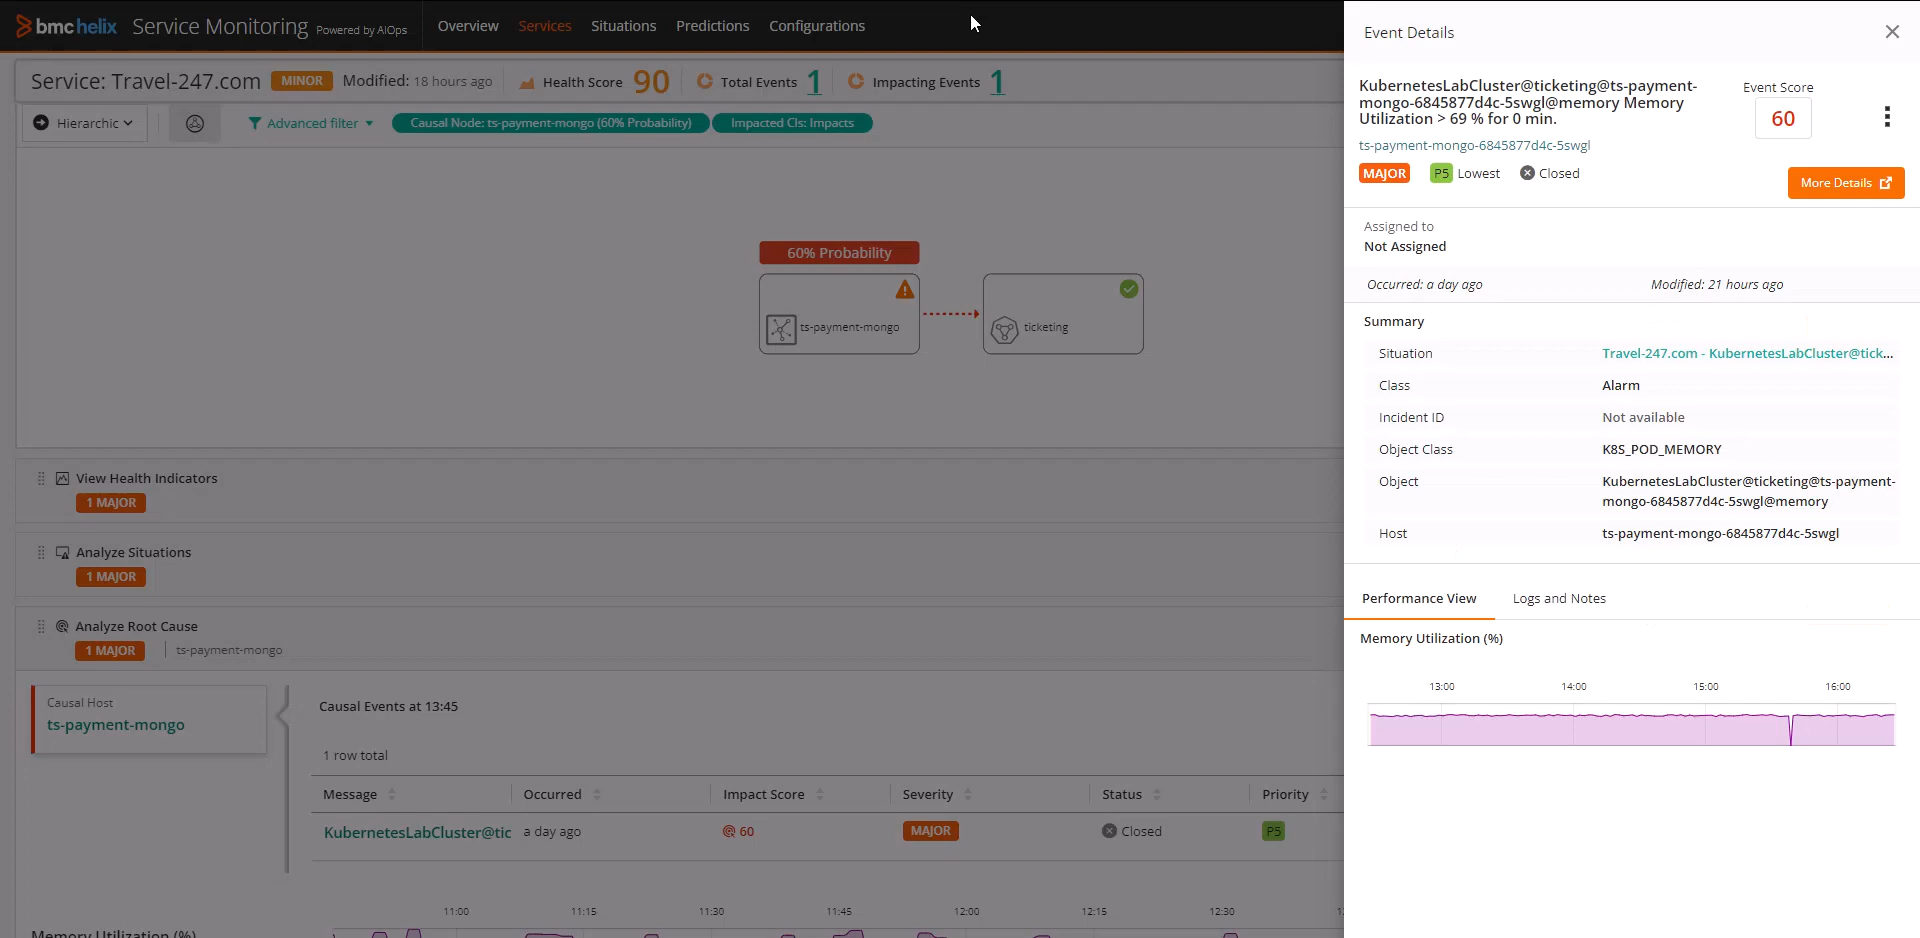 bmchelix Service Monitoring Powered by AIOps Overview Services Situations Predictions Configurations
Service: Travel-247.com MINOR Modified: 18 hours ago Health Score 90 Total Events 1 Impacting Events 1
Hierarchic Advanced filter Causal Node: ts-payment-mongo (60% Probability) Impacted CIs: Impacts
60% Probability
ts-payment-mongo ticketing
View Health Indicators
1 MAJOR
Analyze Situations
1 MAJOR
Analyze Root Cause
1 MAJOR ts-payment-mongo
Causal Host
ts-payment-mongo
Causal Events at 13:45
1 row total
Message Occurred Impact Score Severity Status Priority
KubernetesLabCluster@tic a day ago 60 MAJOR Closed P5
11:00 11:15 11:30 11:45 12:00 12:15 12:30
Memory Utilization (%)
Event Details
KubernetesLabCluster@ticketing@ts-payment-
mongo-6845877d4c-5swgl@memory Memory
Utilization > 69 % for 0 min.
Event Score
60
ts-payment-mongo-6845877d4c-5swgl
MAJOR P5 Lowest Closed
More Details
Assigned to
Not Assigned
Occurred: a day ago Modified: 21 hours ago
Summary
Situation Travel-247.com - KubernetesLabCluster@tick...
Class Alarm
Incident ID Not available
Object Class K8S_POD_MEMORY
Object KubernetesLabCluster@ticketing@ts-payment-
mongo-6845877d4c-5swgl@memory
Host ts-payment-mongo-6845877d4c-5swgl
Performance View Logs and Notes
Memory Utilization (%)
13:00 14:00 15:00 16:00